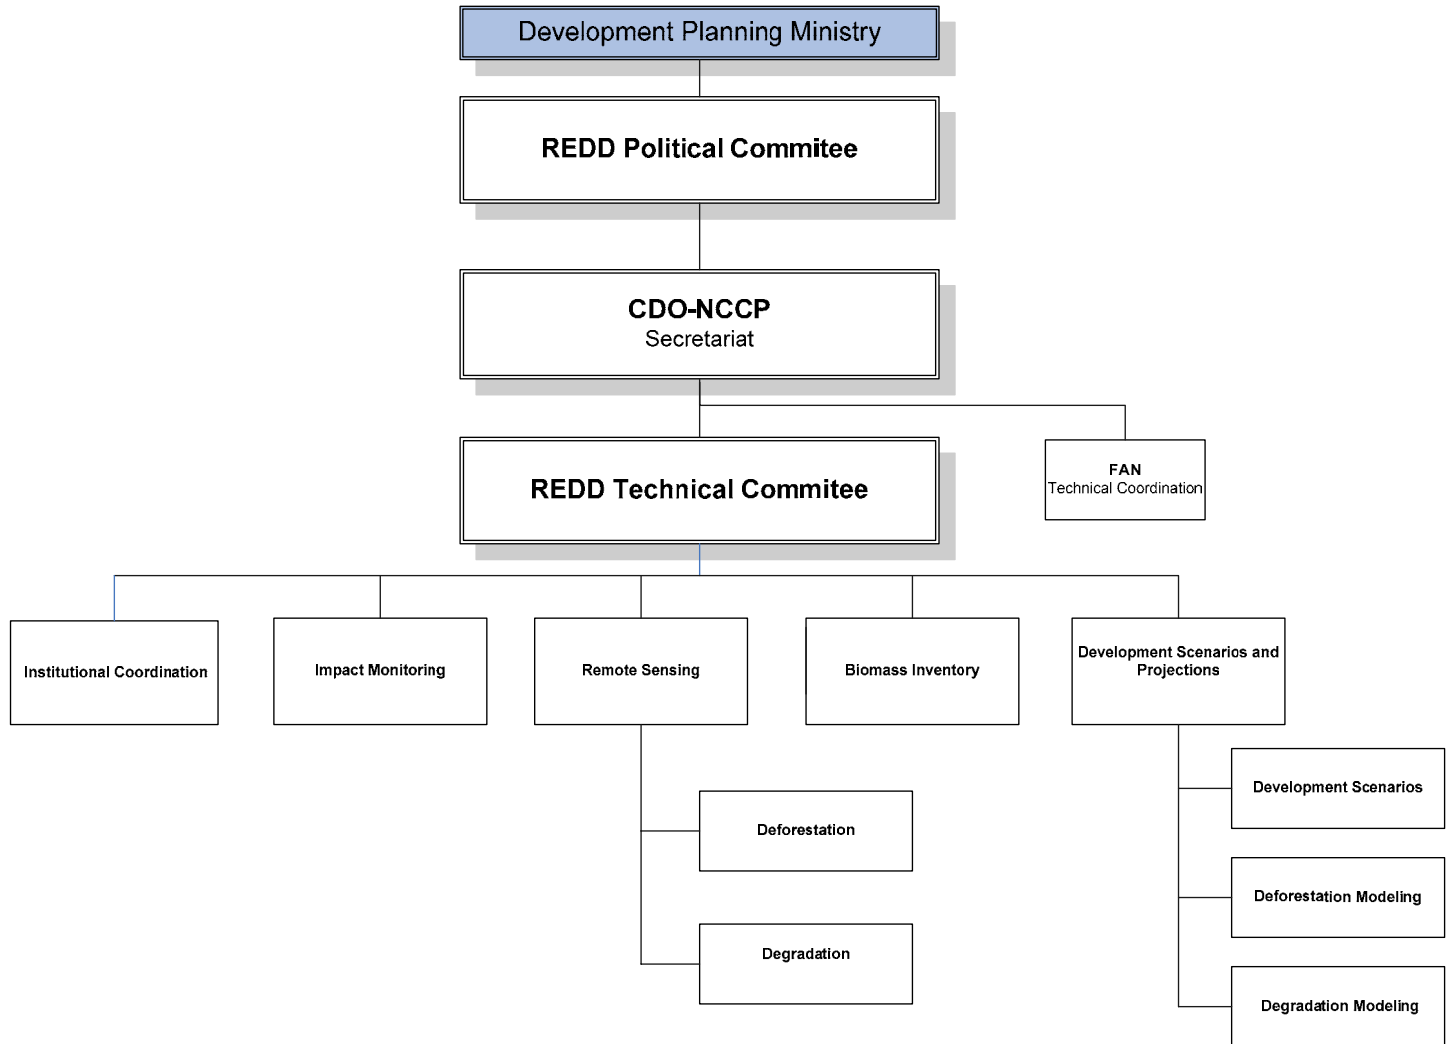 Development Planning Ministry
REDD Political Commitee
CDO-NCCP
Secretariat
REDD Technical Commitee
FAN
Technical Coordination
Institutional Coordination
Impact Monitoring
Remote Sensing
Biomass Inventory
Development Scenarios and
Projections
Deforestation
Degradation
Development Scenarios
Deforestation Modeling
Degradation Modeling